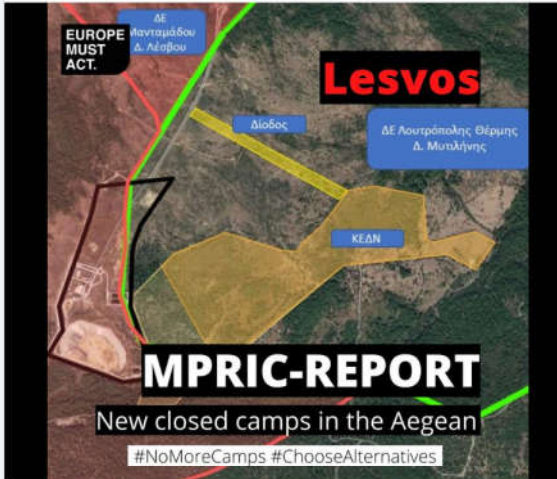 EUROPE
MUST
ACT.
ΔΕ
Μανταμάδου
Δ. Λέσβου
Lesvos
Δίοδος
ΔΕ Λουτρόπολης Θέρμης
Δ. Μυτιλήνης
ΚΕΔΝ
MPRIC-REPORT
New closed camps in the Aegean
#NoMoreCamps #ChooseAlternatives